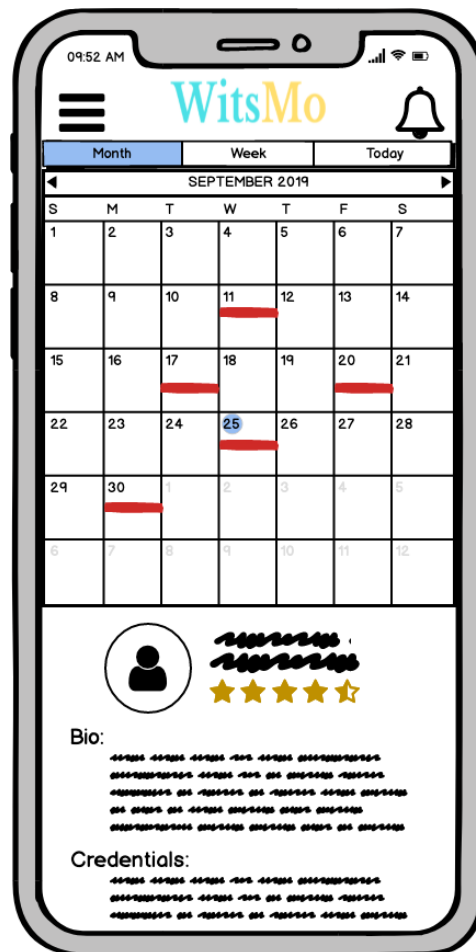 09:52 AM
WitsMo
Month Week Today
SEPTEMBER 2019
S M T W T F S
1 2 3 4 5 6 7
8 9 10 11 12 13 14
15 16 17 18 19 20 21
22 23 24 25 26 27 28
29 30 1 2 3 4 5
6 7 8 9 10 11 12
Bio:
Credentials: